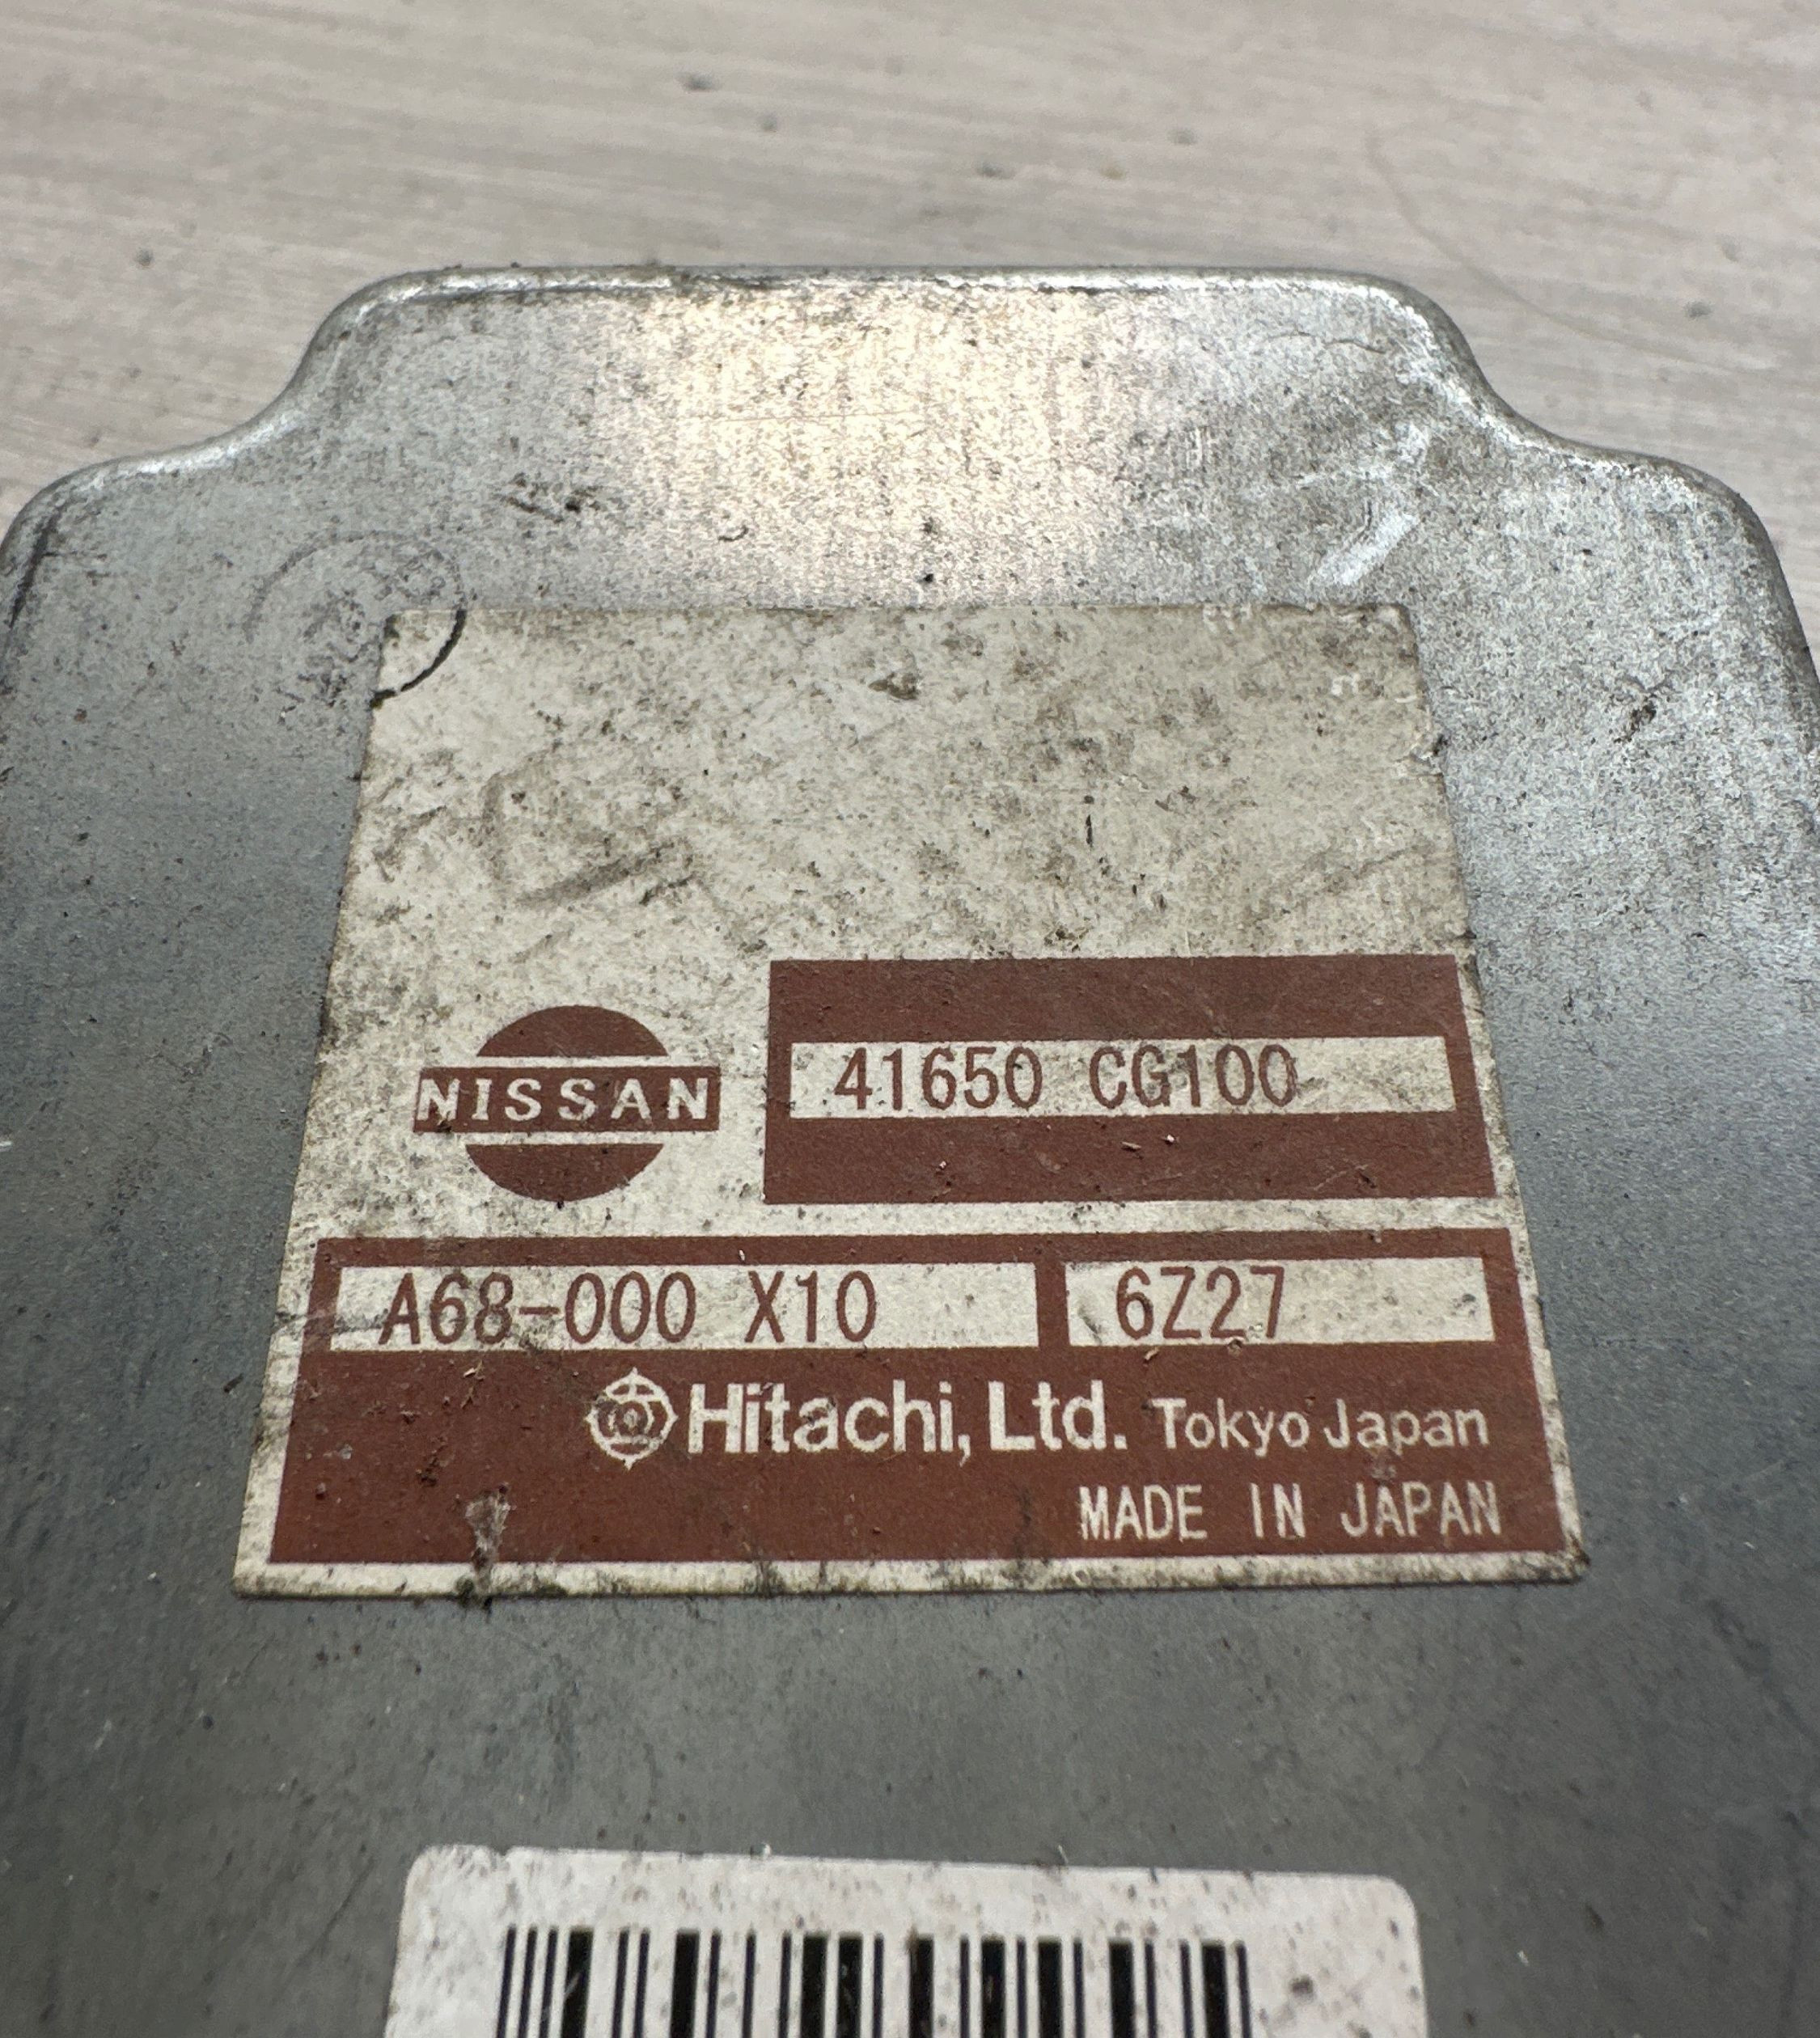 NISSAN
41650 CG100
A68-000 X10 6Z27
Hitachi, Ltd. Tokyo Japan
MADE IN JAPAN